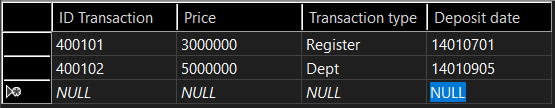 ID Transaction Price Transaction type Deposit date
400101 3000000 Register 14010701
400102 5000000 Dept 14010905
NULL NULL NULL NULL